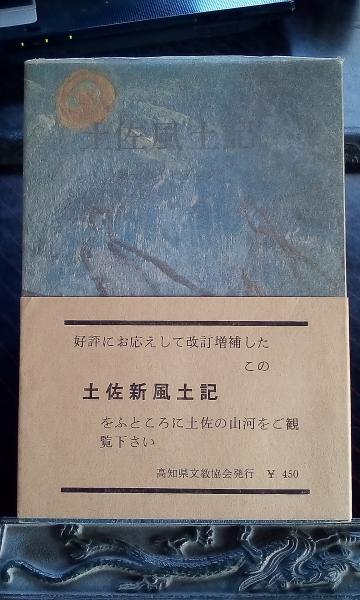 土佐風土記
好評にお応えして改訂増補した
この
土佐新風土記
をふところに土佐の山河をご観
覧下さい
高知県文教協会発行 ¥ 450